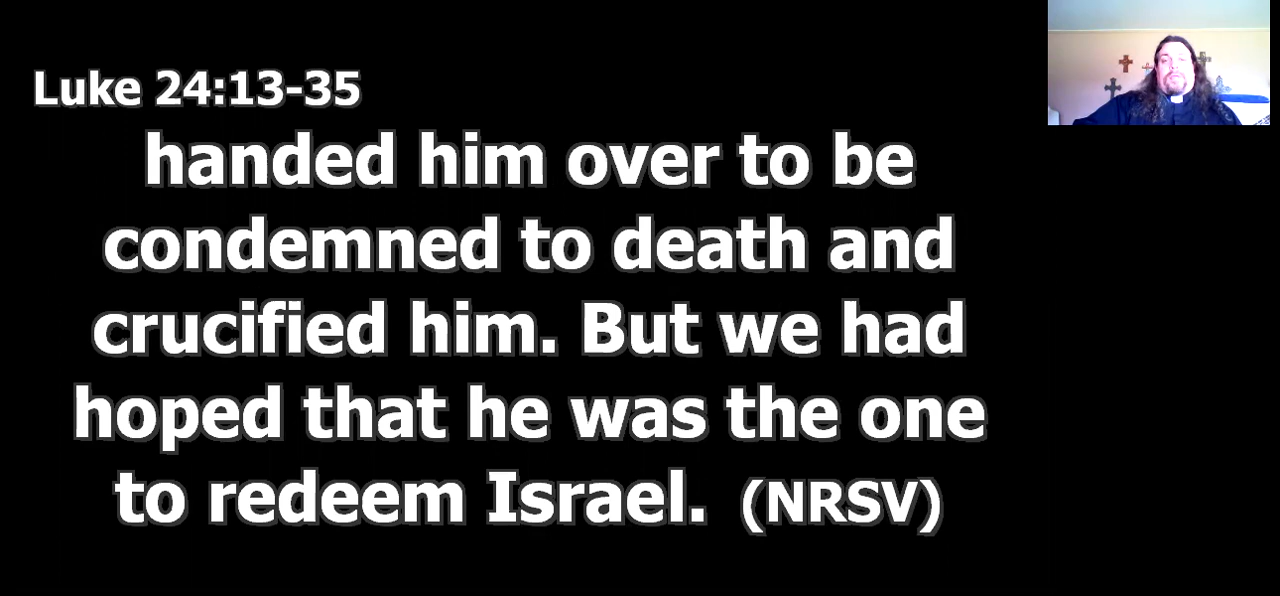 Luke 24:13-35
handed him over to be
condemned to death and
crucified him. But we had
hoped that he was the one
to redeem Israel. (NRSV)